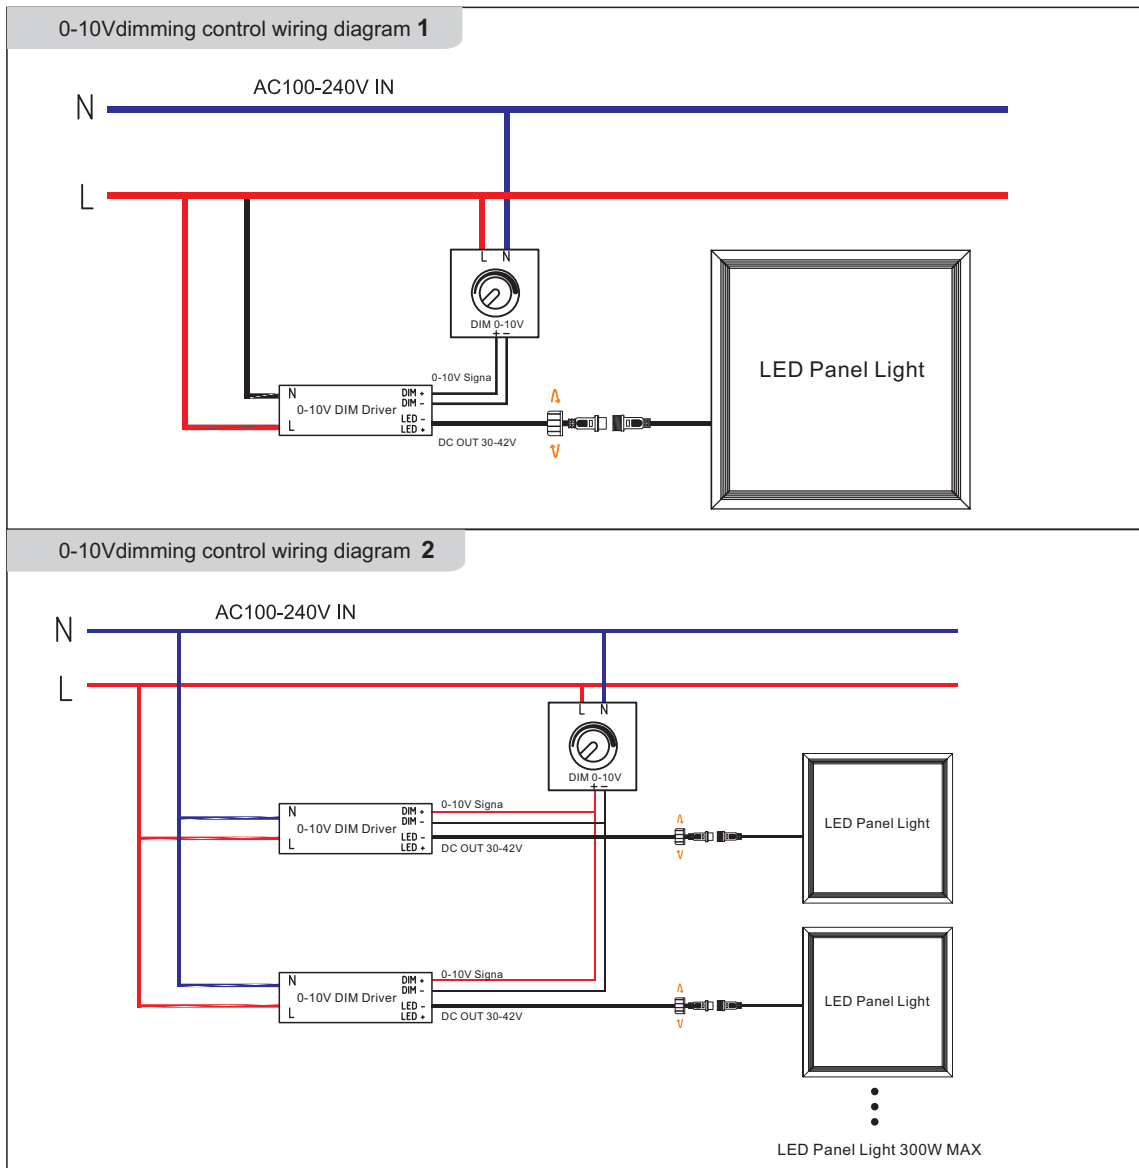 0-10Vdimming control wiring diagram 1
AC100-240V IN
N
L
L N
DIM 0-10V
+ −
0-10V Signa
N
DIM +
DIM −
0-10V DIM Driver
LED −
L
LED +
DC OUT 30-42V
LED Panel Light
0-10Vdimming control wiring diagram 2
AC100-240V IN
N
L
L N
DIM 0-10V
+ −
0-10V Signa
N
DIM +
DIM −
0-10V DIM Driver
LED −
L
LED +
DC OUT 30-42V
LED Panel Light
0-10V Signa
N
DIM +
DIM −
0-10V DIM Driver
LED −
L
LED +
DC OUT 30-42V
LED Panel Light
LED Panel Light 300W MAX